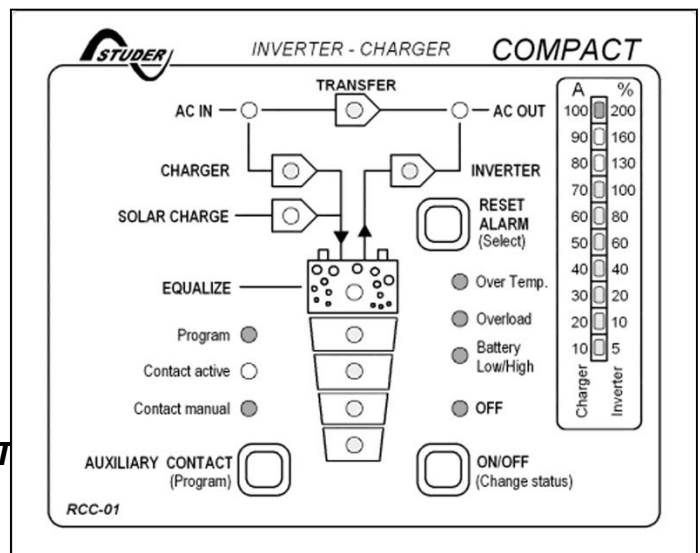 STUDER INVERTER - CHARGER COMPACT
TRANSFER
AC IN AC OUT
CHARGER INVERTER
SOLAR CHARGE
RESET
ALARM
(Select)
EQUALIZE
Over Temp.
Overload
Battery
Low/High
OFF
Program
Contact active
Contact manual
AUXILIARY CONTACT
(Program)
ON/OFF
(Change status)
RCC-01
A %
100 200
90 160
80 130
70 100
60 80
50 60
40 40
30 20
20 10
10 5
Charger
Inverter
T